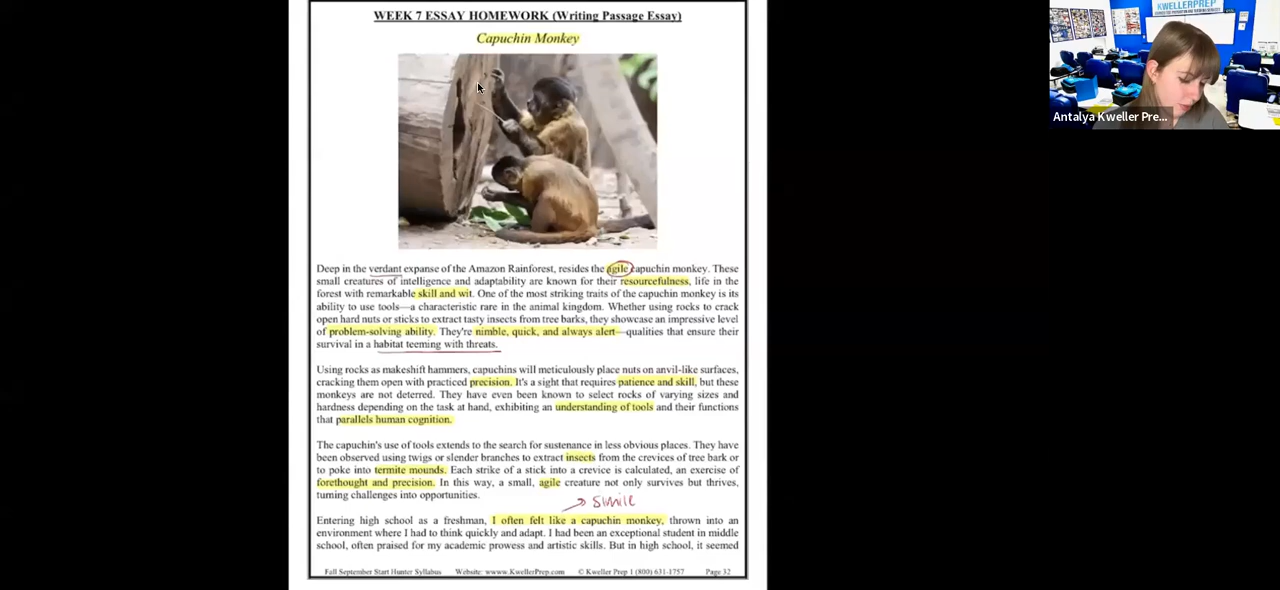 WEEK 7 ESSAY HOMEWORK (Writing Passage Essay)
Capuchin Monkey
KWELLERPREP
Antalya Kweller Pre...
Deep in the verdant expanse of the Amazon Rainforest, resides the agile capuchin monkey. These
small creatures of intelligence and adaptability are known for their resourcefulness, life in the
forest with remarkable skill and wit. One of the most striking traits of the capuchin monkey is its
ability to use tools—a characteristic rare in the animal kingdom. Whether using rocks to crack
open hard nuts or sticks to extract tasty insects from tree barks, they showcase an impressive level
of problem-solving ability. They're nimble, quick, and always alert—qualities that ensure their
survival in a habitat teeming with threats.
Using rocks as makeshift hammers, capuchins will meticulously place nuts on anvil-like surfaces,
cracking them open with practiced precision. It's a sight that requires patience and skill, but these
monkeys are not deterred. They have even been known to select rocks of varying sizes and
hardness depending on the task at hand, exhibiting an understanding of tools and their functions
that parallels human cognition.
The capuchin's use of tools extends to the search for sustenance in less obvious places. They have
been observed using twigs or slender branches to extract insects from the crevices of tree bark or
to poke into termite mounds. Each strike of a stick into a crevice is calculated, an exercise of
forethought and precision. In this way, a small, agile creature not only survives but thrives,
turning challenges into opportunities.
→ simile
Entering high school as a freshman, I often felt like a capuchin monkey, thrown into an
environment where I had to think quickly and adapt. I had been an exceptional student in middle
school, often praised for my academic prowess and artistic skills. But in high school, it seemed
Fall September Start Hunter Syllabus Website: www.KwellerPrep.com © Kweller Prep 1 (800) 631-1757 Page 32